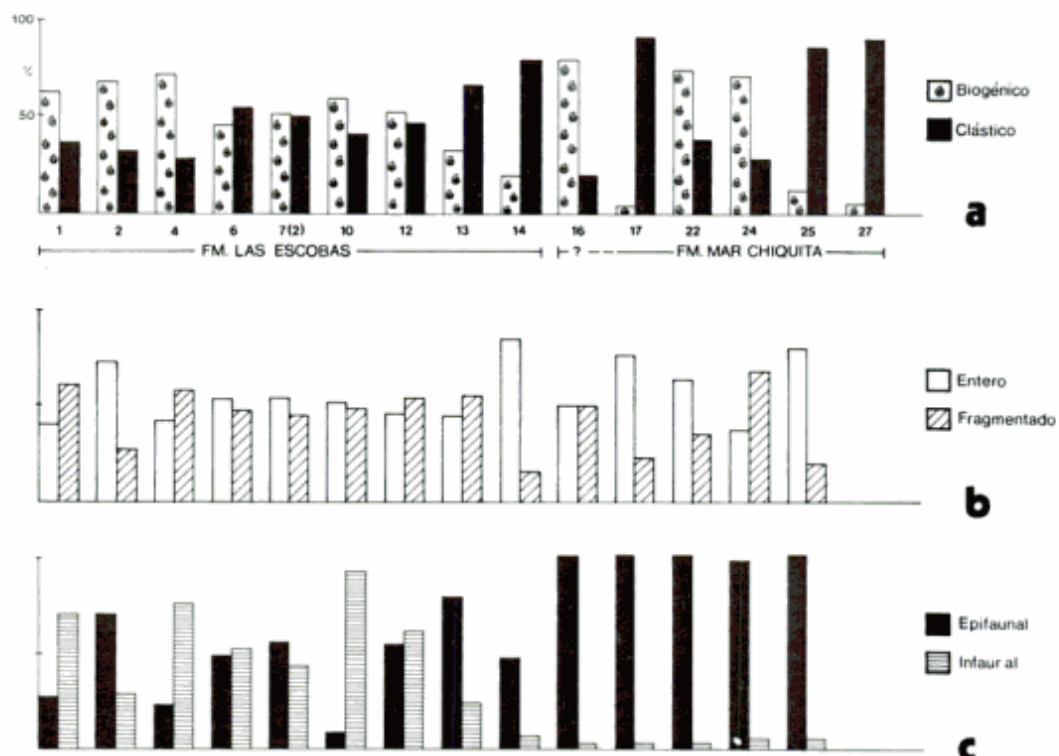 100
%
50
Biogénico
Clástico
a
1 2 4 6 7(2) 10 12 13 14 16 17 22 24 25 27
FM. LAS ESCOBAS ? FM. MAR CHIQUITA
Entero
Fragmentado
b
Epifaunal
Infaur al
c